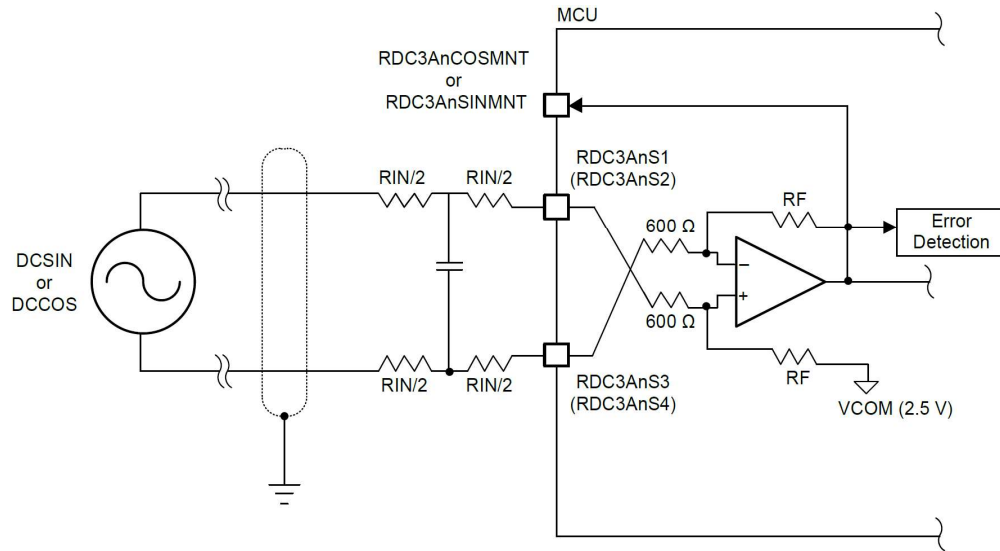 MCU
RDC3AnCOSMNT
or
RDC3AnSINMNT
RDC3AnS1
(RDC3AnS2)
RIN/2
RIN/2
RF
600 Ω
Error
Detection
DCSIN
or
DCCOS
−
+
600 Ω
RIN/2
RIN/2
RF
RDC3AnS3
(RDC3AnS4)
VCOM (2.5 V)